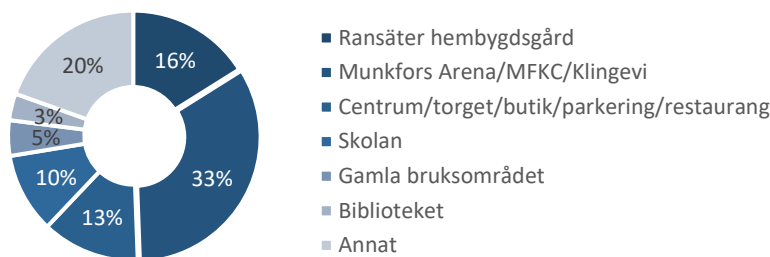 20%
16%
3%
5%
10%
13%
33%
Ransäter hembygdsgård
Munkfors Arena/MFKC/Klingevi
Centrum/torget/butik/parkering/restaurang
Skolan
Gamla bruksområdet
Biblioteket
Annat